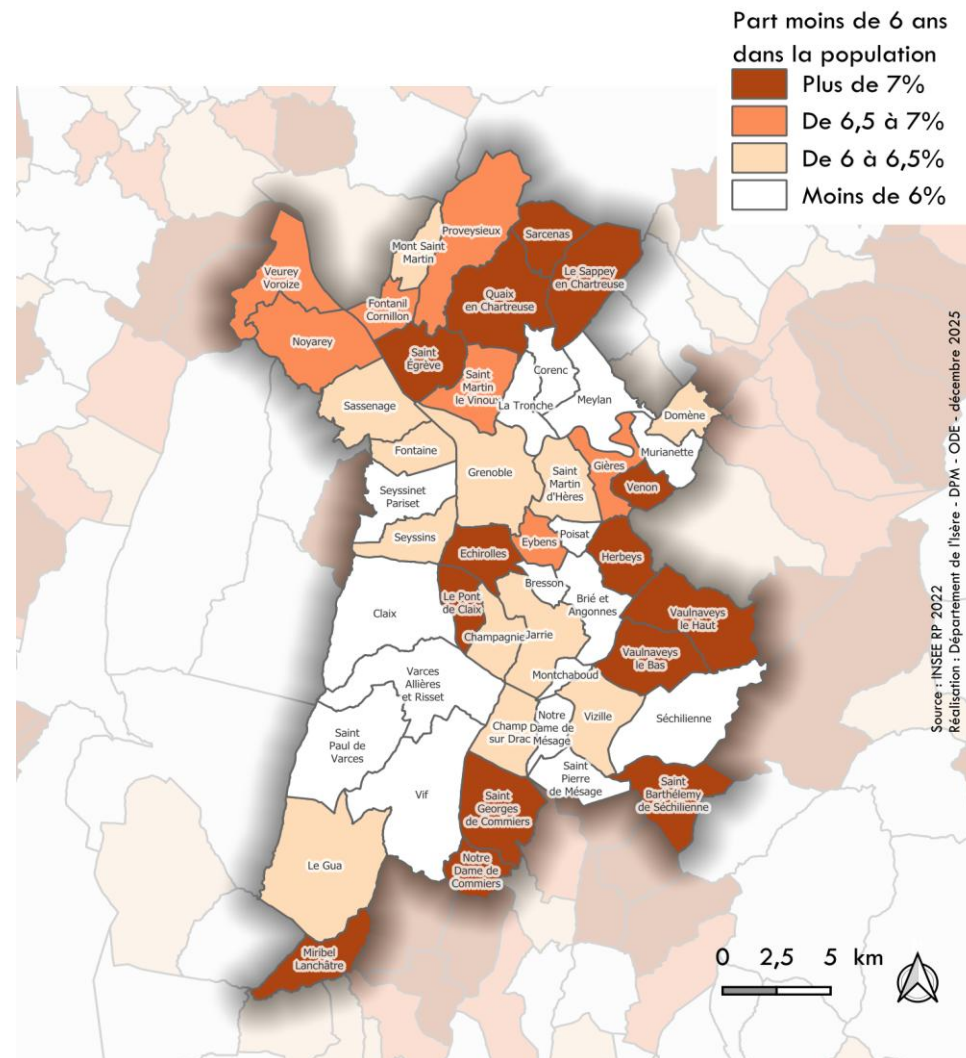 Part moins de 6 ans
dans la population
Plus de 7%
De 6,5 à 7%
De 6 à 6,5%
Moins de 6%
Proveysieux
Sarcenas
Mont Saint
Martin
Le Sappey
en Chartreuse
Veurey
Voroize
Quaix
en Chartreuse
Fontanil
Cornillon
Noyarey
Saint
Égrève
Saint
Martin
le Vinoux
Corenc
Meylan
La Tronche
Sassenage
Domène
Fontaine
Murianette
Grenoble
Saint
Martin
d'Hères
Gières
Venon
Seyssinet
Pariset
Seyssins
Echirolles
Eybens
Poisat
Herbeys
Bresson
Le Pont
de Claix
Brié et
Angonnes
Vaulnaveys
le Haut
Claix
Champagnie
Jarrie
Vaulnaveys
le Bas
Montchaboud
Varces
Allières
et Risset
Champ
sur Drac
Notre
Dame de
Mésage
Vizille
Séchilienne
Saint
Paul de
Varces
Saint
Pierre
de Mésage
Saint
Barthélemy
de Séchilienne
Vif
Saint
Georges
de Commiers
Le Gua
Notre
Dame de
Commiers
Miribel
Lanchâtre
0 2,5 5 km
Source : INSEE RP 2022
Réalisation : Département de l'Isère - DPM - ODE - décembre 2025